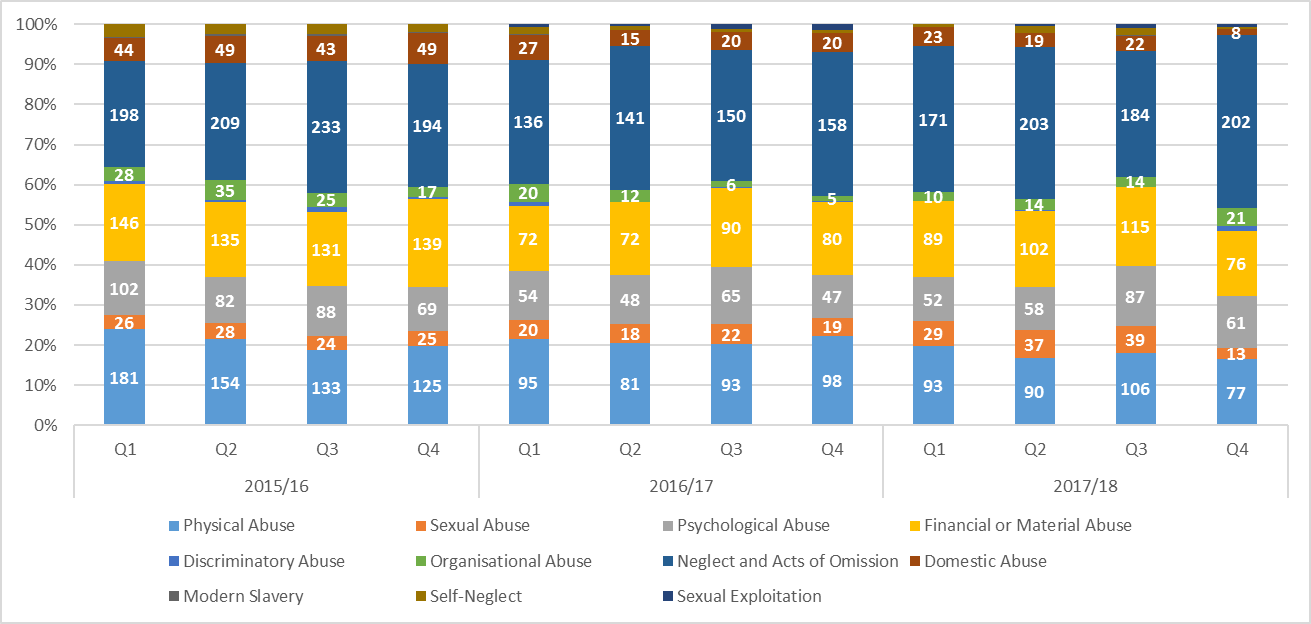 100%
90%
80%
70%
60%
50%
40%
30%
20%
10%
0%
44 49 43 49 27 15 20 20 23 19 22 8
198 209 233 194 136 141 150 158 171 203 184 202
28 35 25 17 20 12 6 5 10 14 14 21
146 135 131 139 72 72 90 80 89 102 115 76
102 82 88 69 54 48 65 47 52 58 87 61
26 28 24 25 20 18 22 19 29 37 39 13
181 154 133 125 95 81 93 98 93 90 106 77
Q1 Q2 Q3 Q4 Q1 Q2 Q3 Q4 Q1 Q2 Q3 Q4
2015/16 2016/17 2017/18
Physical Abuse Sexual Abuse Psychological Abuse Financial or Material Abuse
Discriminatory Abuse Organisational Abuse Neglect and Acts of Omission Domestic Abuse
Modern Slavery Self-Neglect Sexual Exploitation